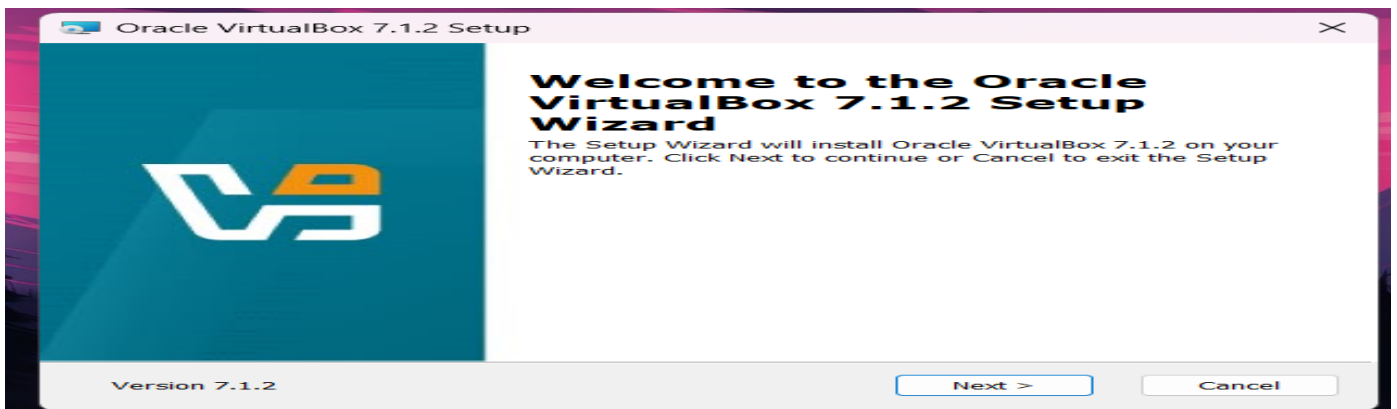 Oracle VirtualBox 7.1.2 Setup
Welcome to the Oracle
VirtualBox 7.1.2 Setup
Wizard
The Setup Wizard will install Oracle VirtualBox 7.1.2 on your
computer. Click Next to continue or Cancel to exit the Setup
Wizard.
Version 7.1.2
Next >
Cancel